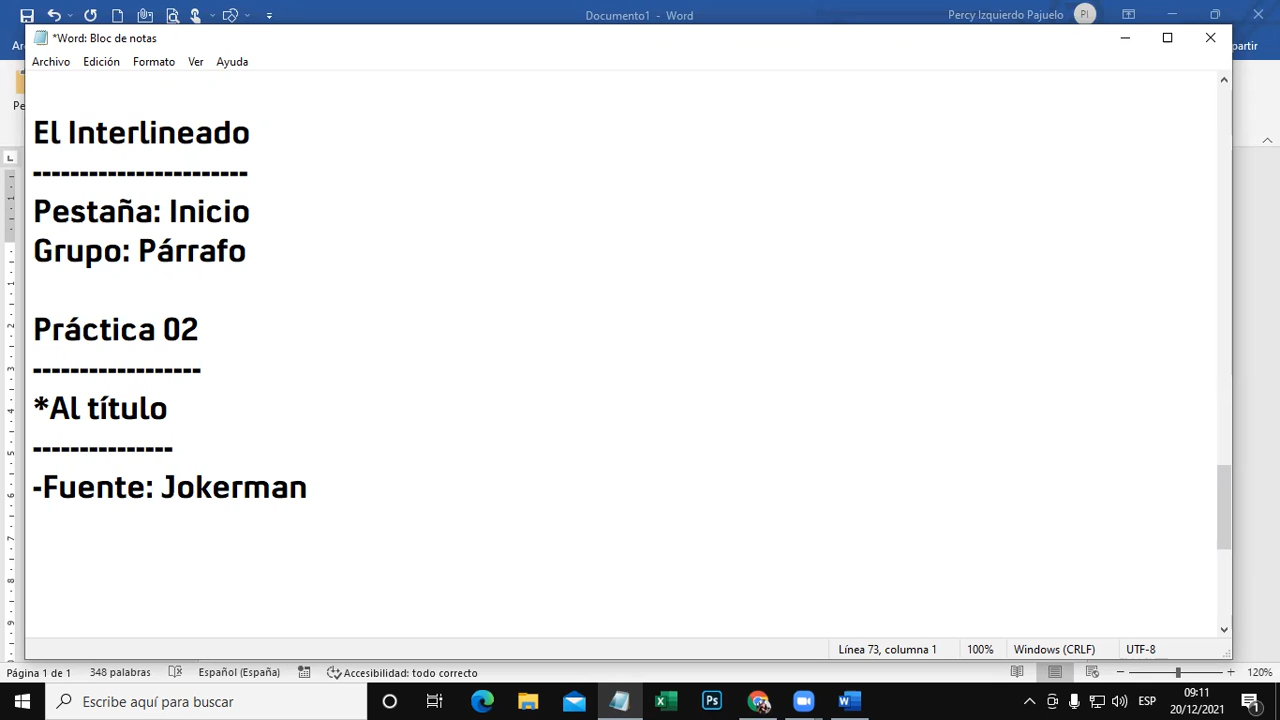 Documento1 - Word
Percy Izquierdo Pajuelo
PI
*Word: Bloc de notas
Archivo Edición Formato Ver Ayuda
El Interlineado
-----------------------
Pestaña: Inicio
Grupo: Párrafo
Práctica 02
------------------
*Al título
---------------
-Fuente: Jokerman
Línea 73, columna 1 100% Windows (CRLF) UTF-8
Página 1 de 1 348 palabras Español (España) Accesibilidad: todo correcto 120%
Escribe aquí para buscar
Ps
ESP
09:11
20/12/2021
1